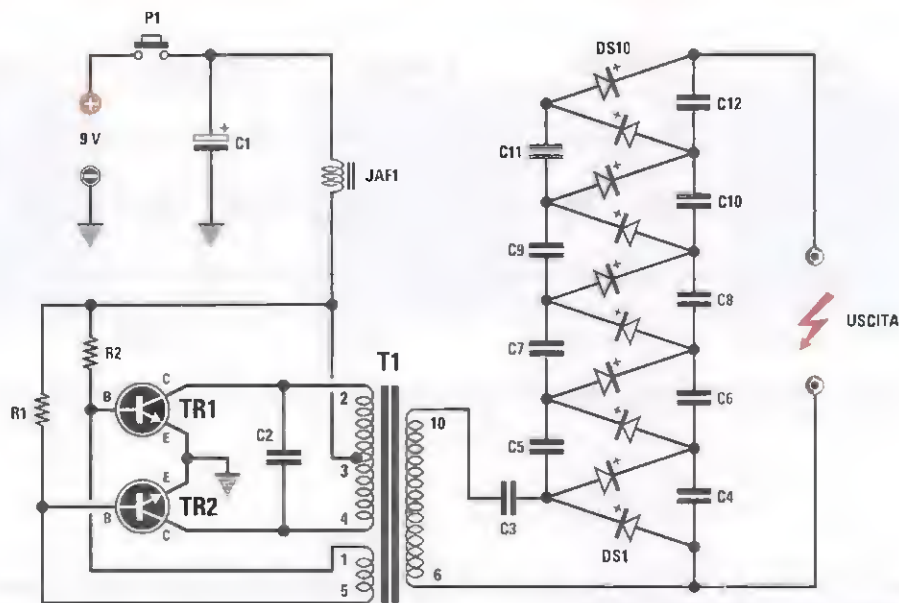 P1
DS10
C12
9 V
C1
C11
JAF1
C10
C9
C8
USCITA
R2
T1
C7
R1
B
C
TR1
E
2
10
C6
C2
3
C5
E
TR2
B
C
4
C3
C4
1
DS1
5
6